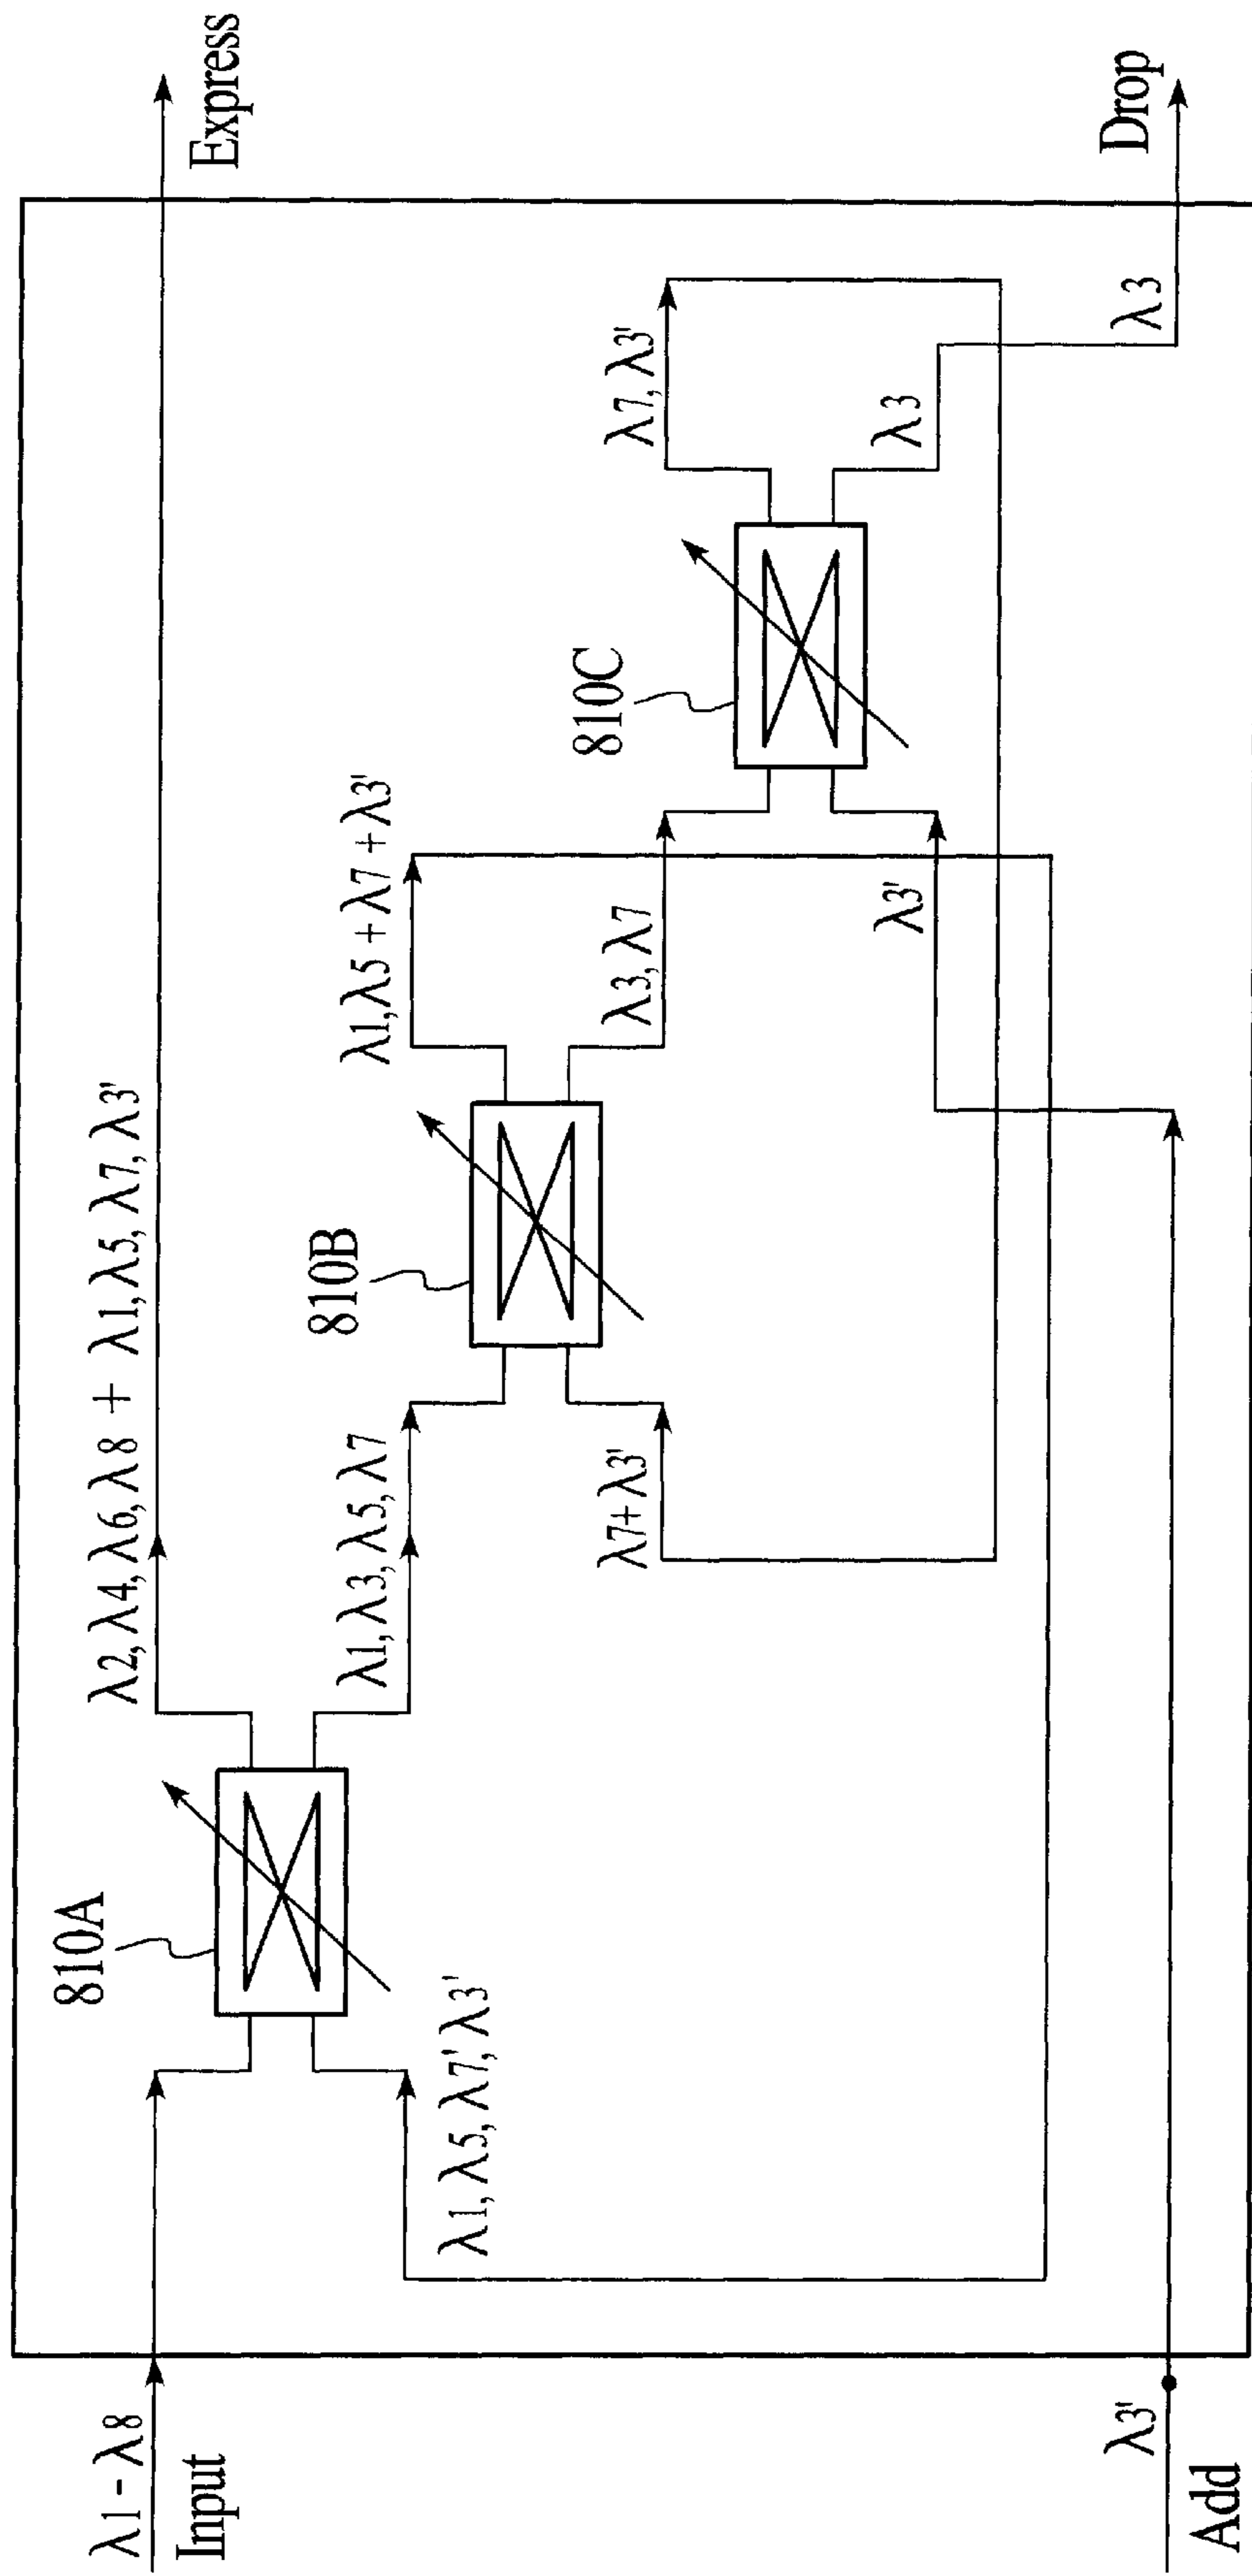 λ1 - λ8
Input
810A
λ1, λ5, λ7', λ3'
λ2, λ4, λ6, λ8 + λ1, λ5, λ7, λ3'
Express
λ1, λ3, λ5, λ7
810B
λ7+ λ3'
λ1, λ5 + λ7 + λ3'
λ3, λ7
810C
λ3'
λ7, λ3'
λ3
λ3
Drop
λ3'
Add